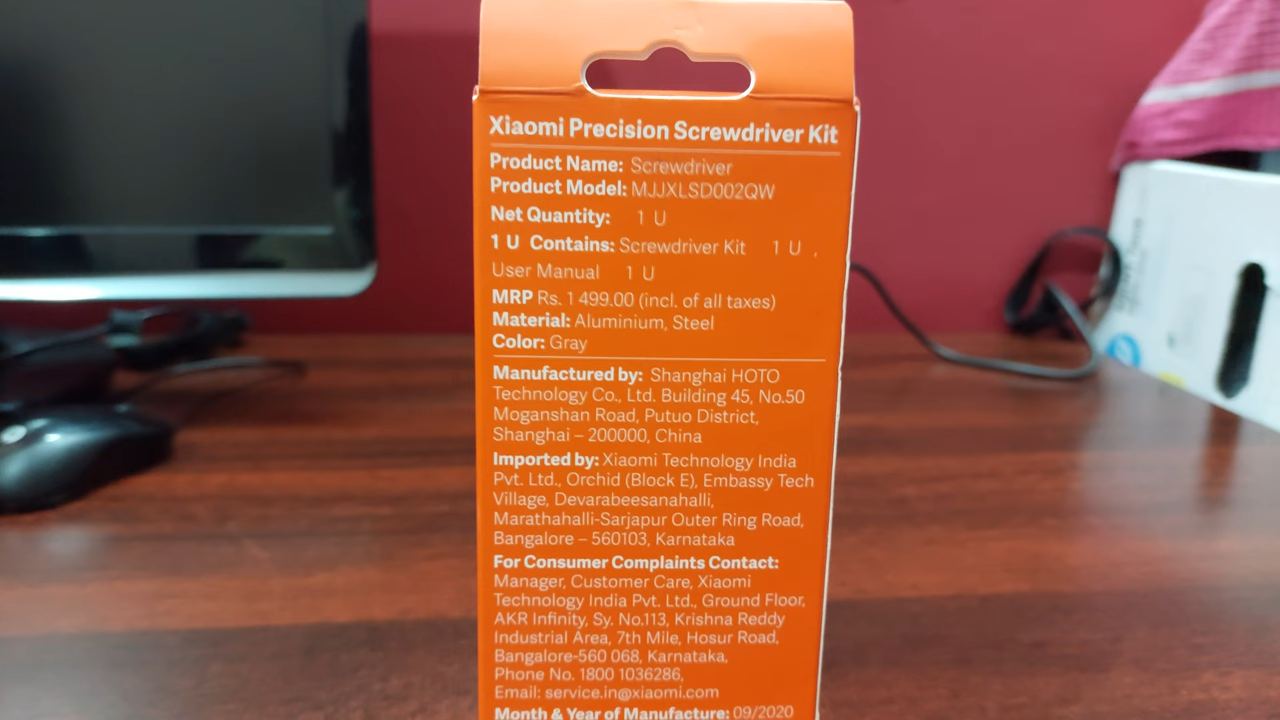 Xiaomi Precision Screwdriver Kit
Product Name: Screwdriver
Product Model: MJJXLSD002QW
Net Quantity: 1 U
1 U Contains: Screwdriver Kit 1 U ,
User Manual 1 U
MRP Rs. 1 499.00 (incl. of all taxes)
Material: Aluminium, Steel
Color: Gray
Manufactured by: Shanghai HOTO
Technology Co., Ltd. Building 45, No.50
Moganshan Road, Putuo District,
Shanghai – 200000, China
Imported by: Xiaomi Technology India
Pvt. Ltd., Orchid (Block E), Embassy Tech
Village, Devarabeesanahalli,
Marathahalli-Sarjapur Outer Ring Road,
Bangalore – 560103, Karnataka
For Consumer Complaints Contact:
Manager, Customer Care, Xiaomi
Technology India Pvt. Ltd., Ground Floor,
AKR Infinity, Sy. No.113, Krishna Reddy
Industrial Area, 7th Mile, Hosur Road,
Bangalore-560 068, Karnataka,
Phone No. 1800 1036286,
Email: service.in@xiaomi.com
Month & Year of Manufacture: 09/2020